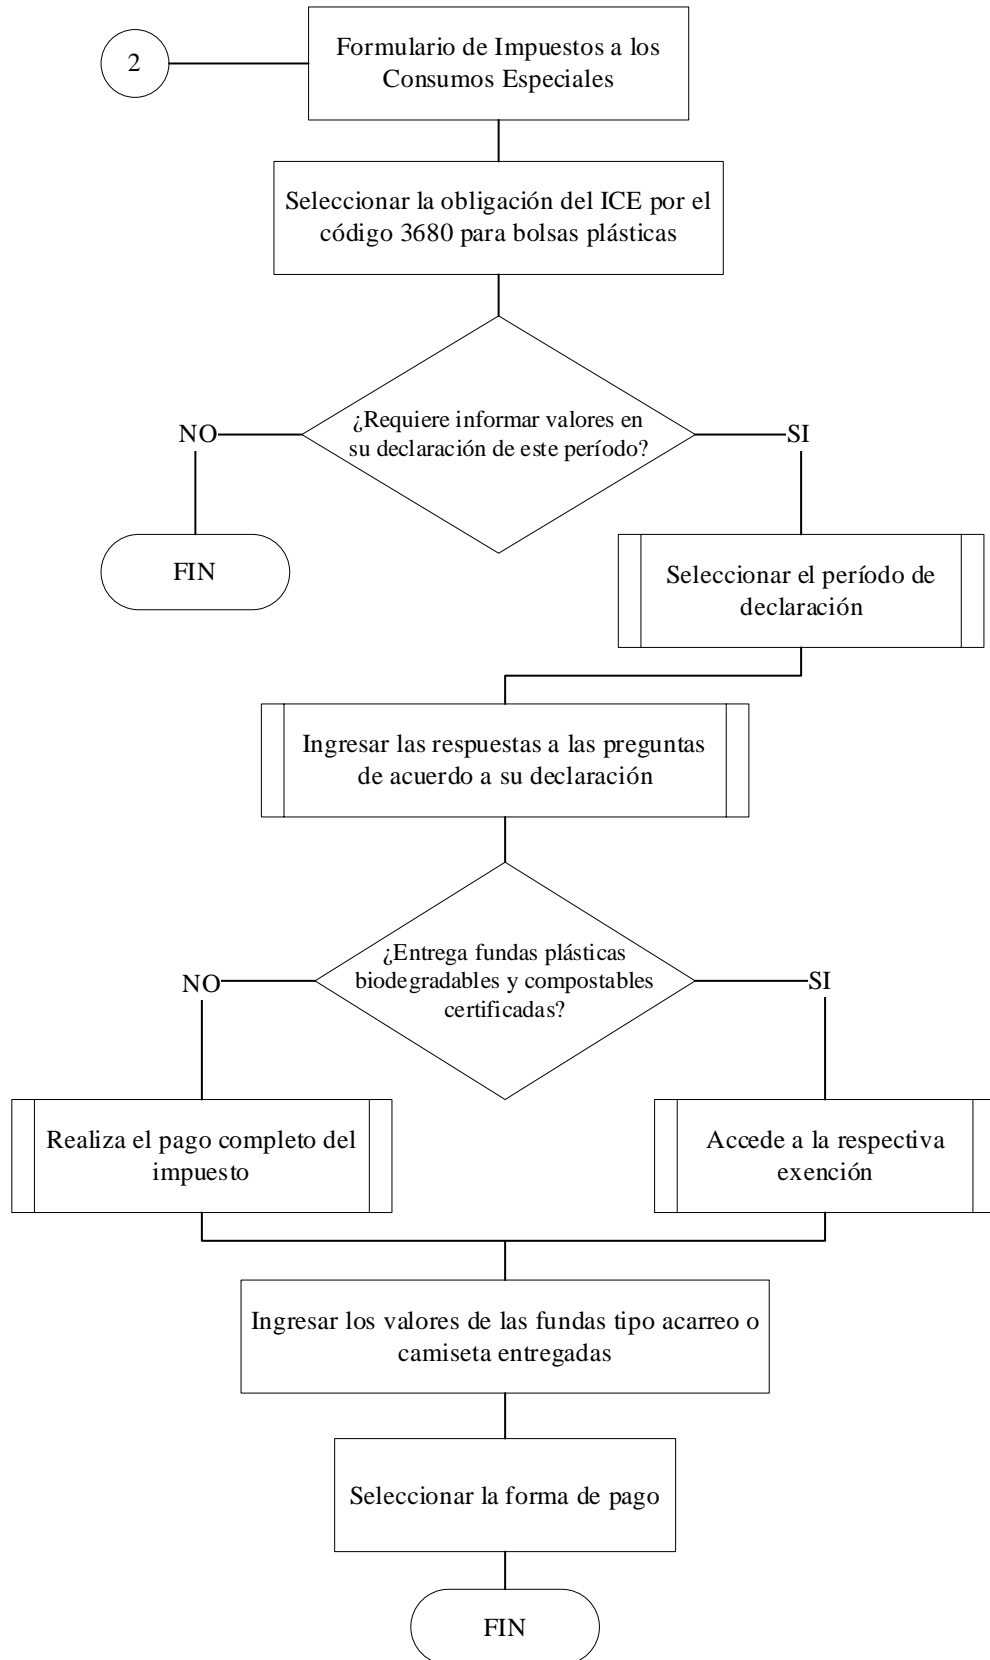 2
Formulario de Impuestos a los
Consumos Especiales
Seleccionar la obligación del ICE por el
código 3680 para bolsas plásticas
¿Requiere informar valores en
su declaración de este período?
NO
SI
FIN
Seleccionar el período de
declaración
Ingresar las respuestas a las preguntas
de acuerdo a su declaración
¿Entrega fundas plásticas
biodegradables y compostables
certificadas?
NO
SI
Realiza el pago completo del
impuesto
Accede a la respectiva
exención
Ingresar los valores de las fundas tipo acarreo o
camiseta entregadas
Seleccionar la forma de pago
FIN